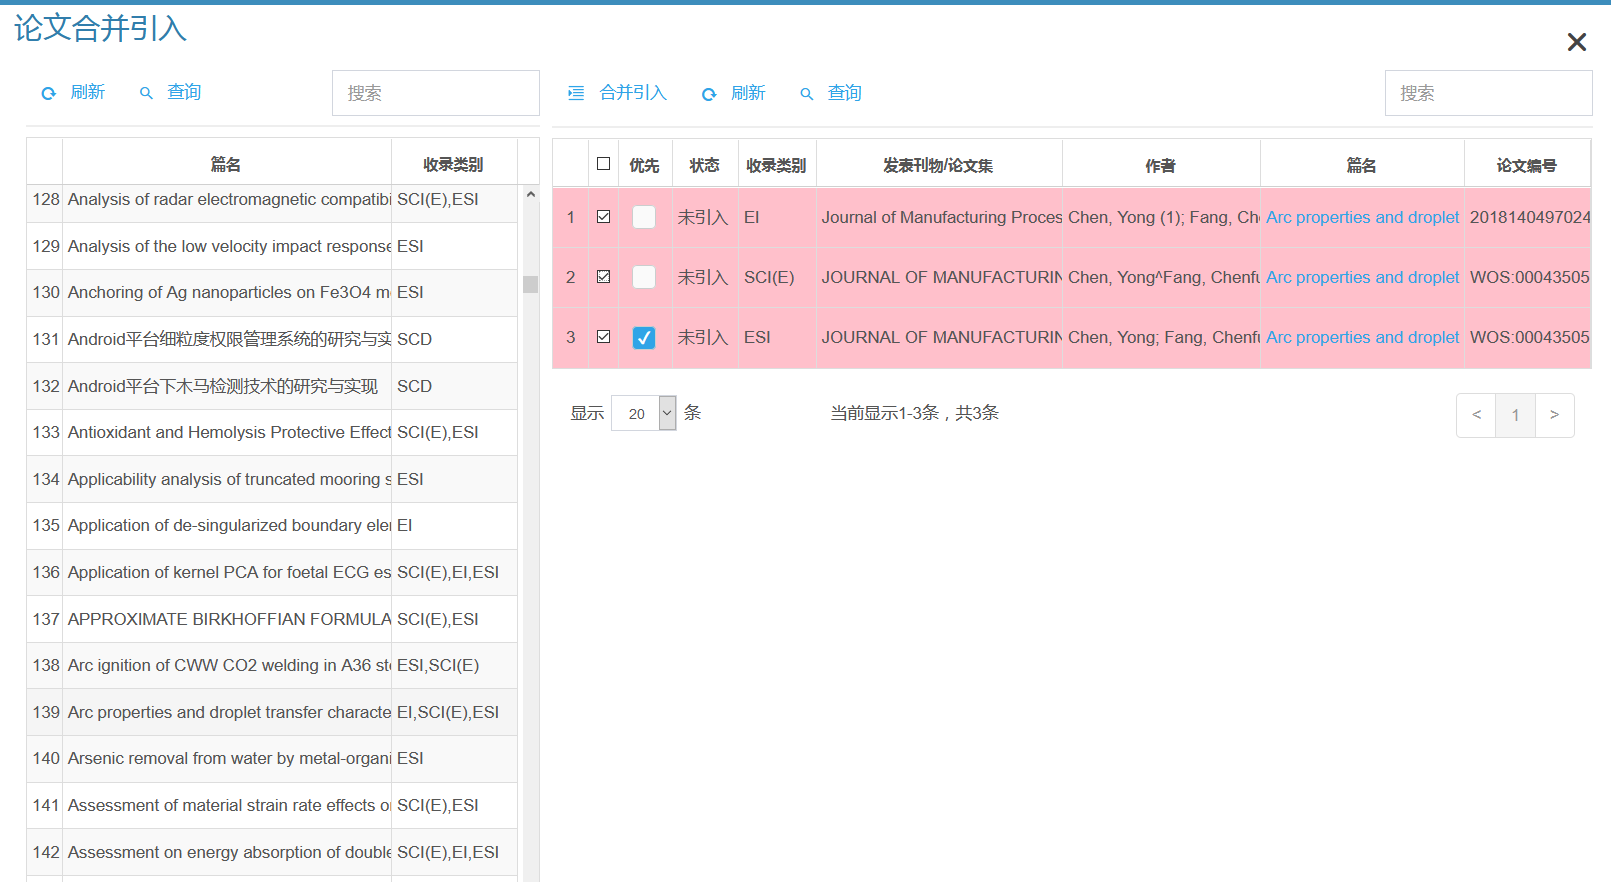 论文合并引入
刷新 查询 搜索
篇名 收录类别
128 Analysis of radar electromagnetic compatibi SCI(E),ESI
129 Analysis of the low velocity impact response ESI
130 Anchoring of Ag nanoparticles on Fe3O4 m ESI
131 Android平台细粒度权限管理系统的研究与实 SCD
132 Android平台下木马检测技术的研究与实现 SCD
133 Antioxidant and Hemolysis Protective Effect SCI(E),ESI
134 Applicability analysis of truncated mooring s ESI
135 Application of de-singularized boundary ele EI
136 Application of kernel PCA for foetal ECG es SCI(E),EI,ESI
137 APPROXIMATE BIRKHOFFIAN FORMULA SCI(E),ESI
138 Arc ignition of CWW CO2 welding in A36 ste ESI,SCI(E)
139 Arc properties and droplet transfer characte EI,SCI(E),ESI
140 Arsenic removal from water by metal-organi ESI
141 Assessment of material strain rate effects o SCI(E),ESI
142 Assessment on energy absorption of double SCI(E),EI,ESI
合并引入 刷新 查询 搜索
优先 状态 收录类别 发表刊物/论文集 作者 篇名 论文编号
1 未引入 EI Journal of Manufacturing Proces Chen, Yong (1); Fang, Che Arc properties and droplet 2018140497024
2 未引入 SCI(E) JOURNAL OF MANUFACTURIN Chen, Yong^Fang, Chenfu Arc properties and droplet WOS:00043505
3 未引入 ESI JOURNAL OF MANUFACTURIN Chen, Yong; Fang, Chenfu Arc properties and droplet WOS:00043505
显示 20 条 当前显示1-3条，共3条 < 1 >